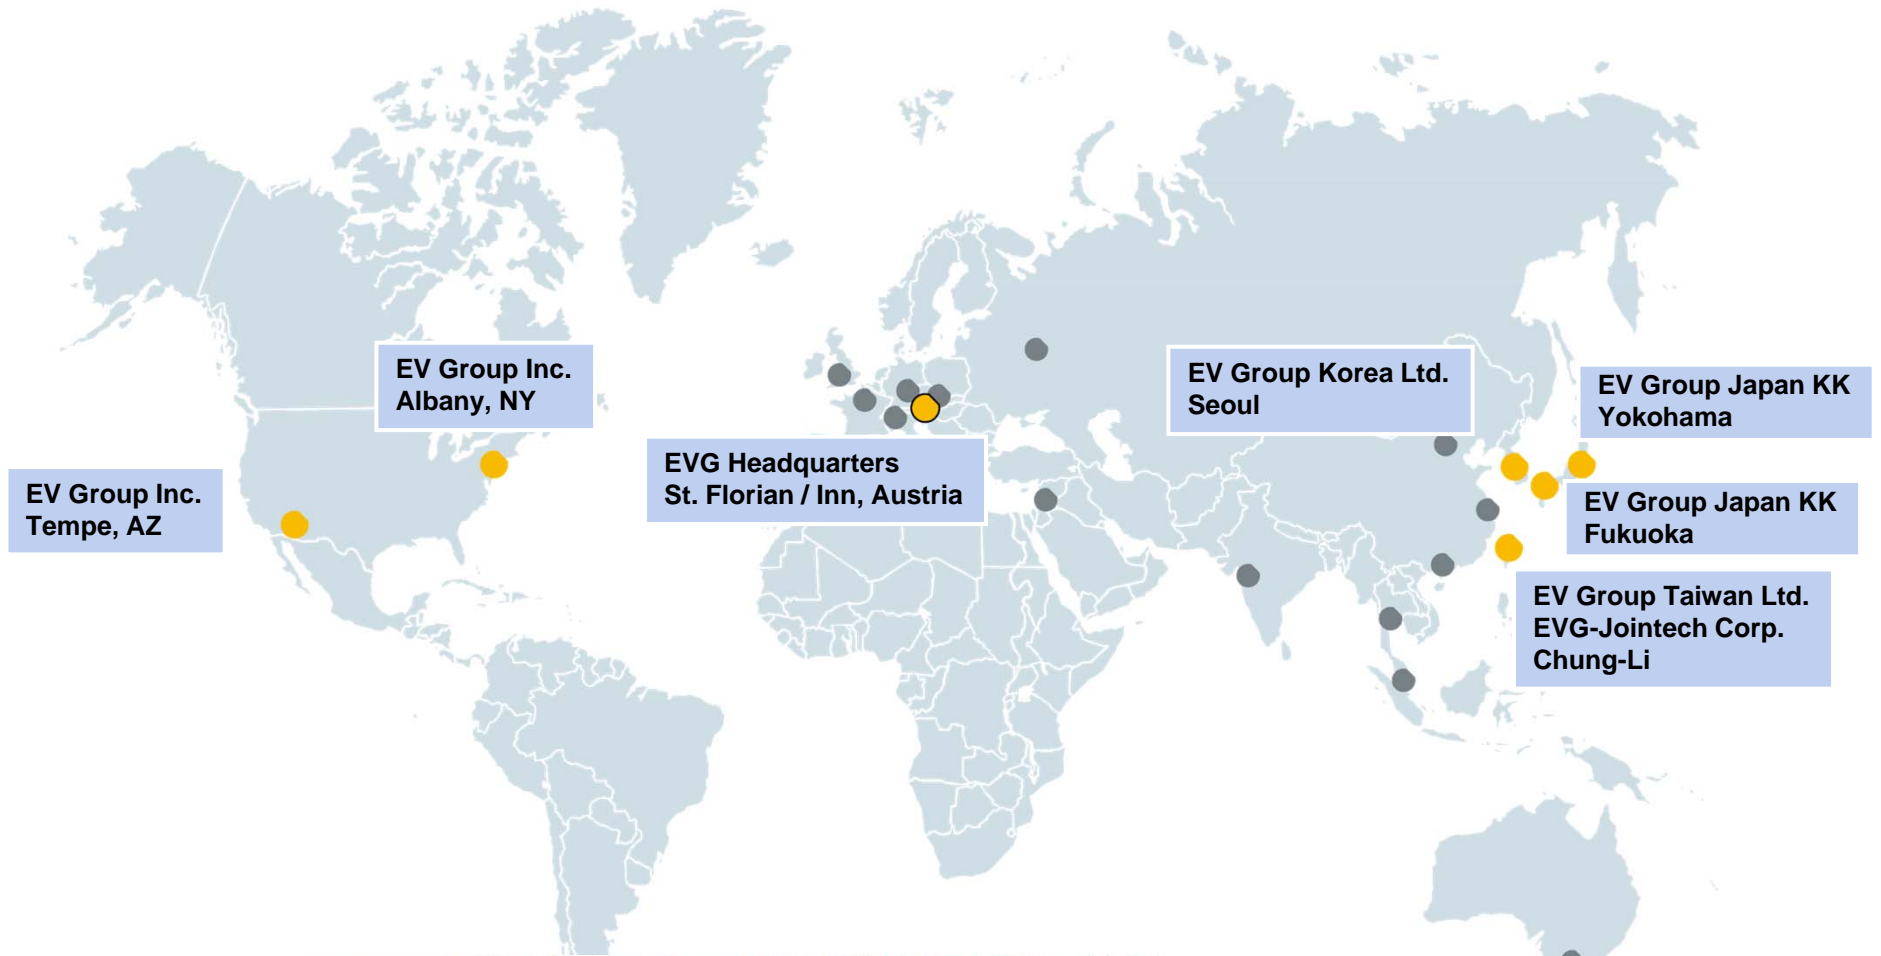 EV Group Inc.
Albany, NY
EV Group Korea Ltd.
Seoul
EV Group Japan KK
Yokohama
EVG Headquarters
St. Florian / Inn, Austria
EV Group Inc.
Tempe, AZ
EV Group Japan KK
Fukuoka
EV Group Taiwan Ltd.
EVG-Jointech Corp.
Chung-Li